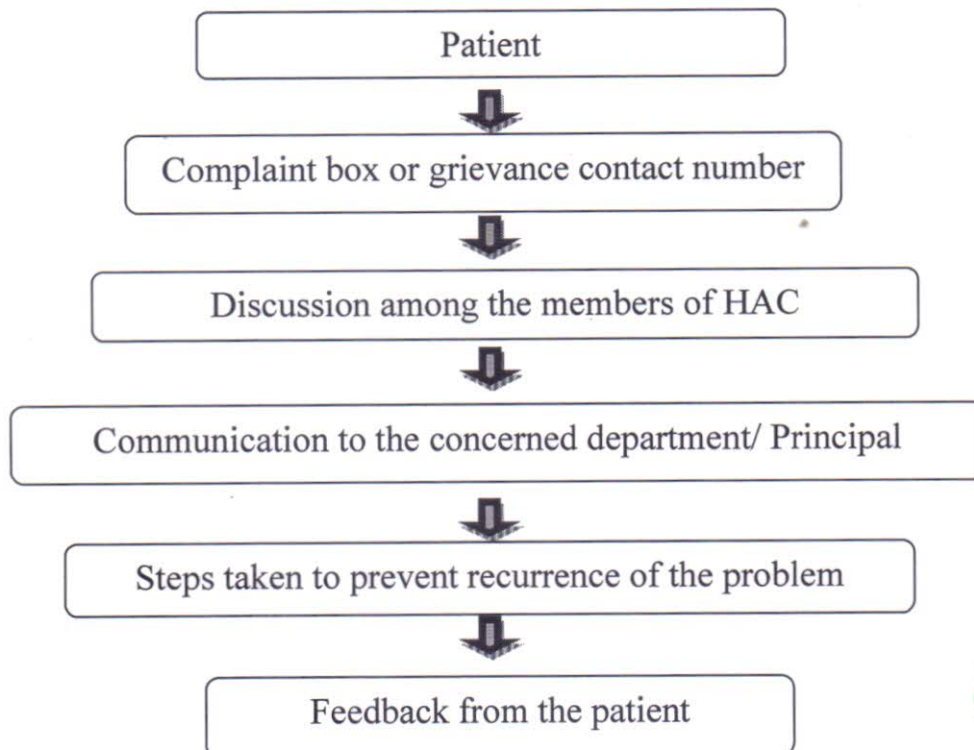 Patient
Complaint box or grievance contact number
Discussion among the members of HAC
Communication to the concerned department/ Principal
Steps taken to prevent recurrence of the problem
Feedback from the patient